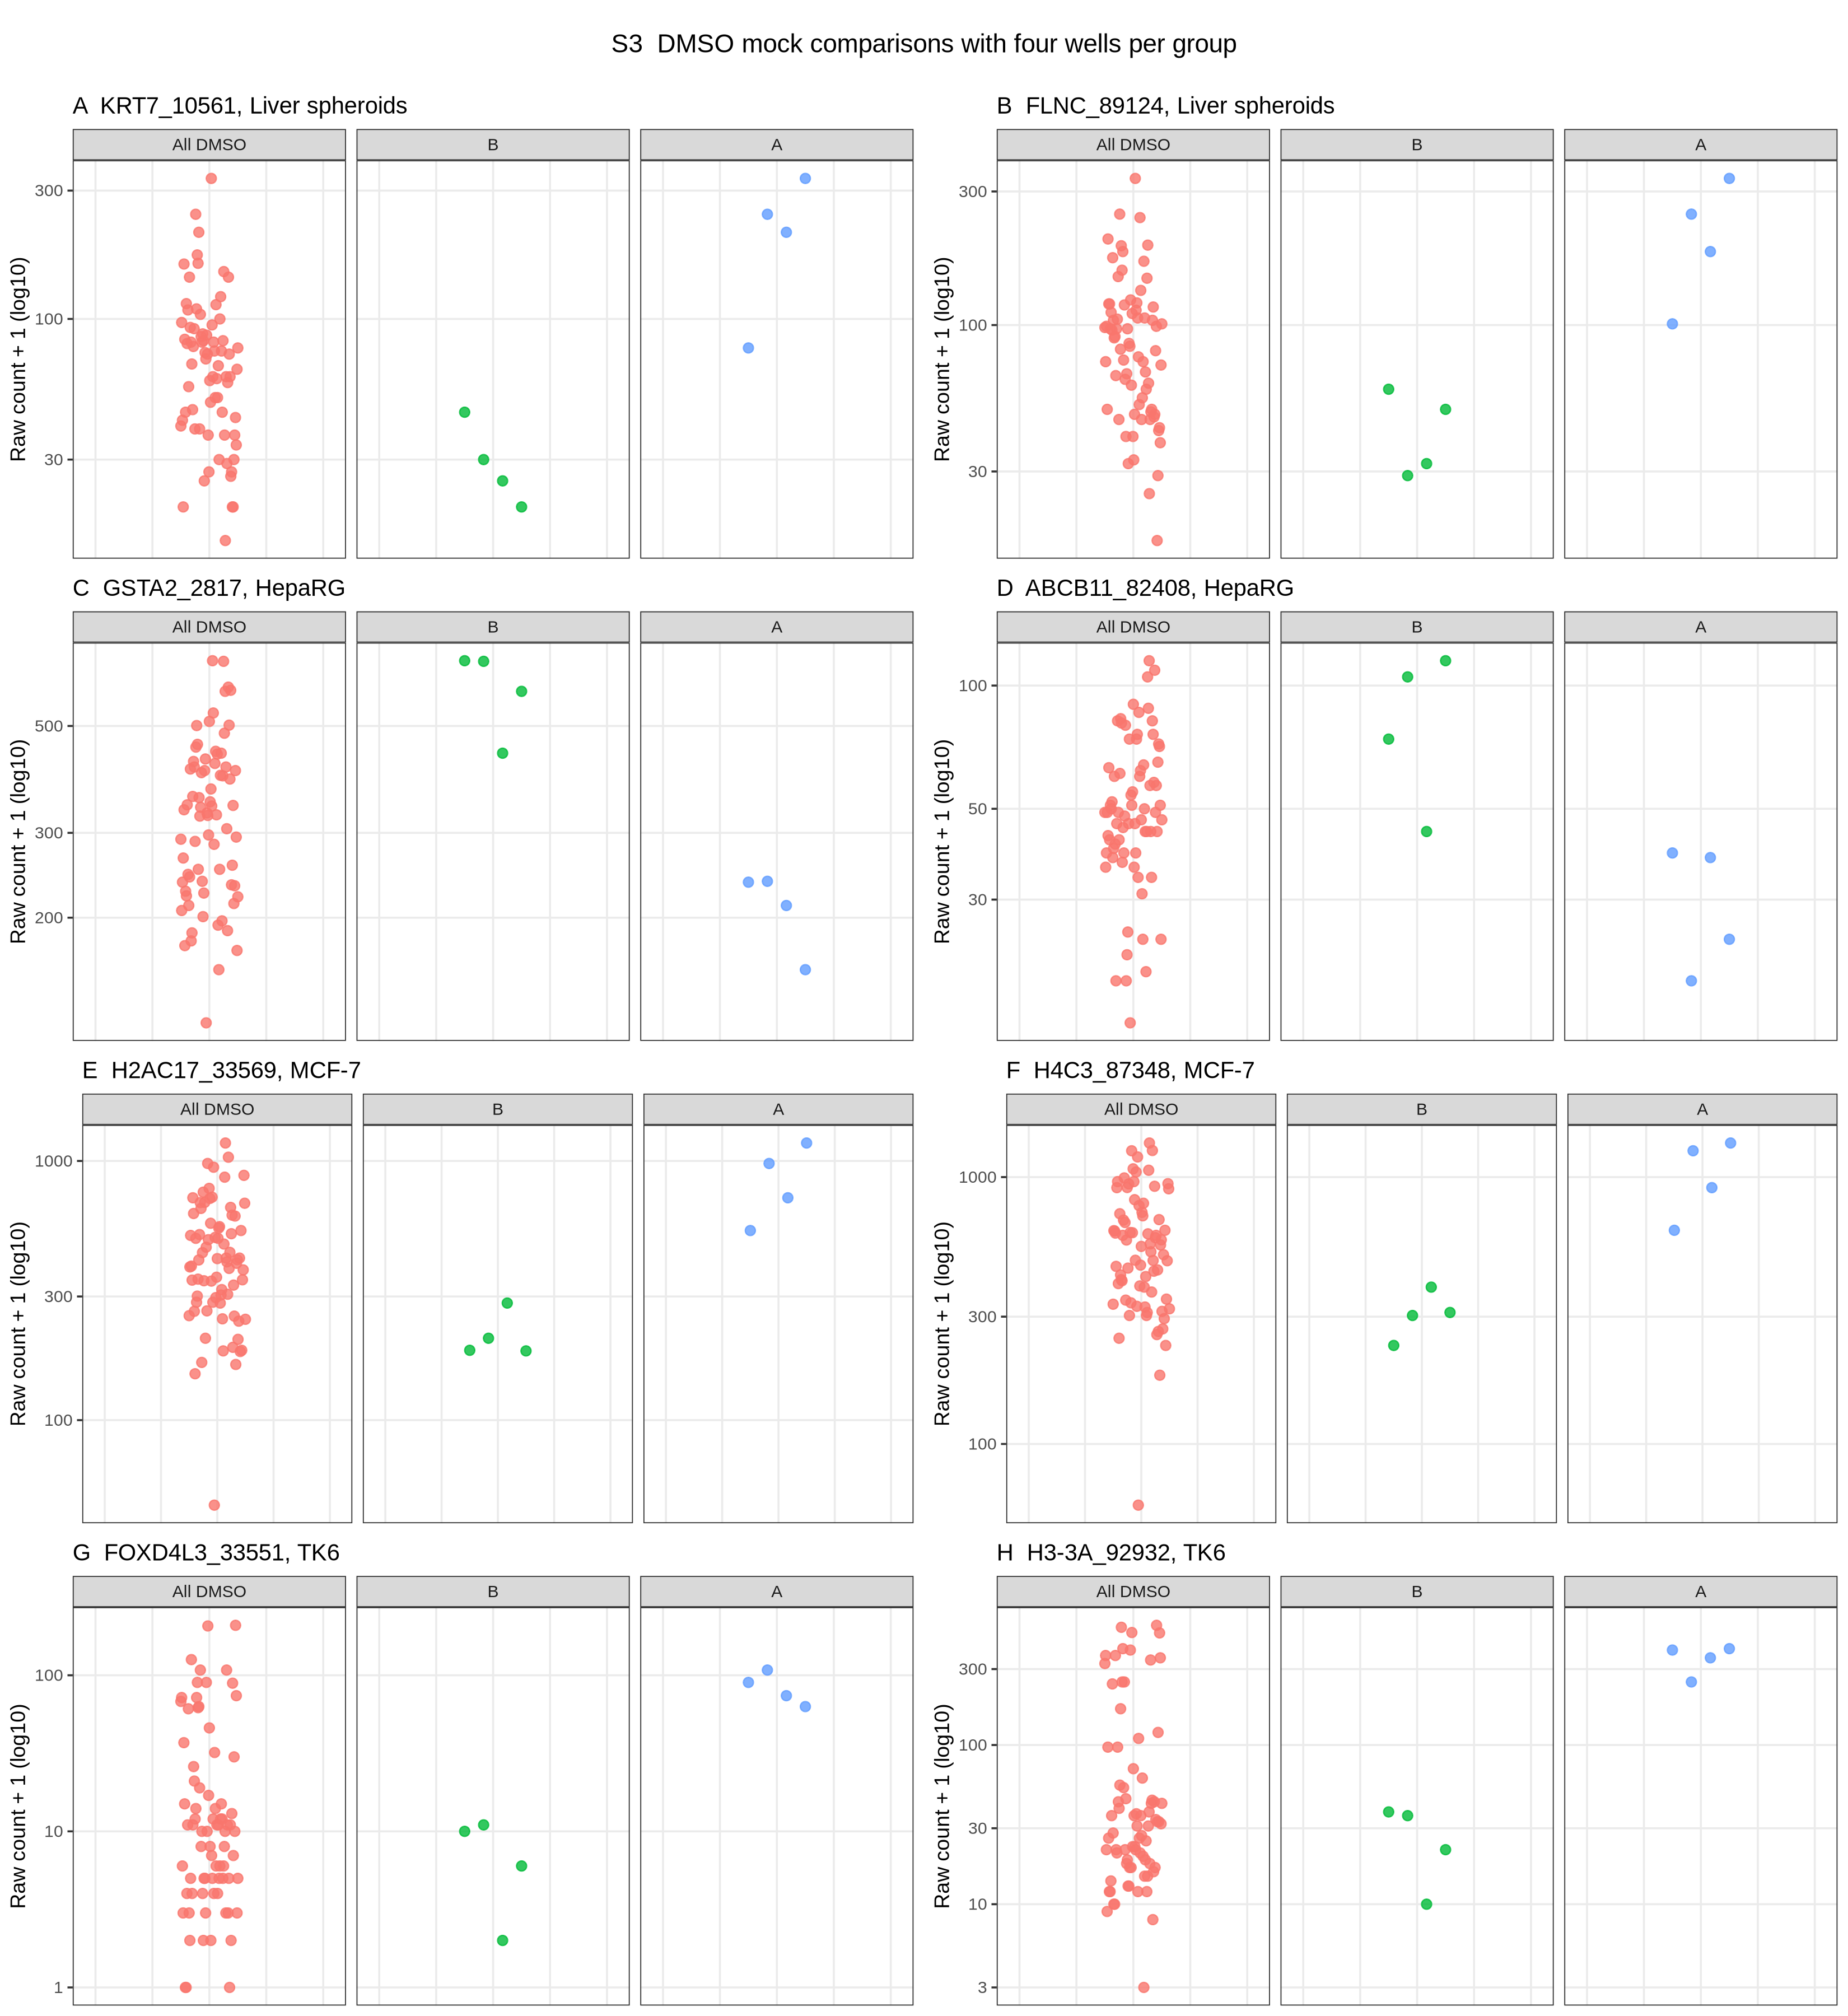 S3  DMSO mock comparisons with four wells per group
A  KRT7_10561, Liver spheroids
All DMSO
B
A
300
100
30
Raw count + 1 (log10)
B  FLNC_89124, Liver spheroids
All DMSO
B
A
300
100
30
Raw count + 1 (log10)
C  GSTA2_2817, HepaRG
All DMSO
B
A
500
300
200
Raw count + 1 (log10)
D  ABCB11_82408, HepaRG
All DMSO
B
A
100
50
30
Raw count + 1 (log10)
E  H2AC17_33569, MCF-7
All DMSO
B
A
1000
300
100
Raw count + 1 (log10)
F  H4C3_87348, MCF-7
All DMSO
B
A
1000
300
100
Raw count + 1 (log10)
G  FOXD4L3_33551, TK6
All DMSO
B
A
100
10
1
Raw count + 1 (log10)
H  H3-3A_92932, TK6
All DMSO
B
A
300
100
30
10
3
Raw count + 1 (log10)